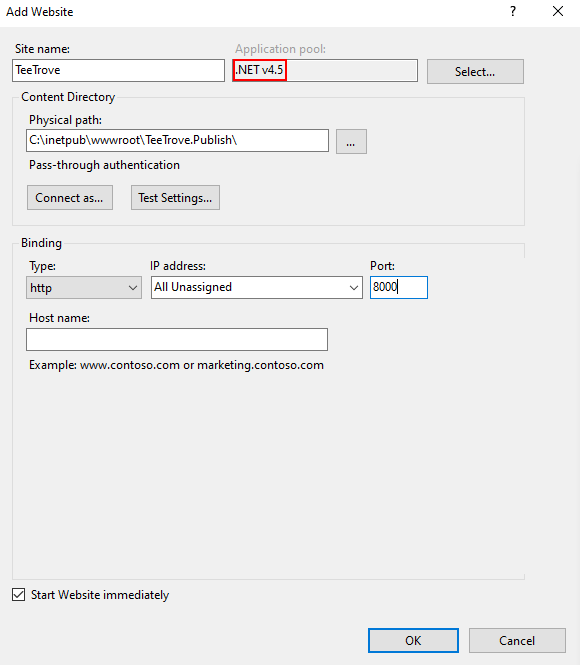 Add Website
?
Site name:
Application pool:
TeeTrove
.NET v4.5
Select...
Content Directory
Physical path:
C:\inetpub\wwwroot\TeeTrove.Publish\
...
Pass-through authentication
Connect as...
Test Settings...
Binding
Type:
IP address:
Port:
http
All Unassigned
8000
Host name:
Example: www.contoso.com or marketing.contoso.com
Start Website immediately
OK
Cancel